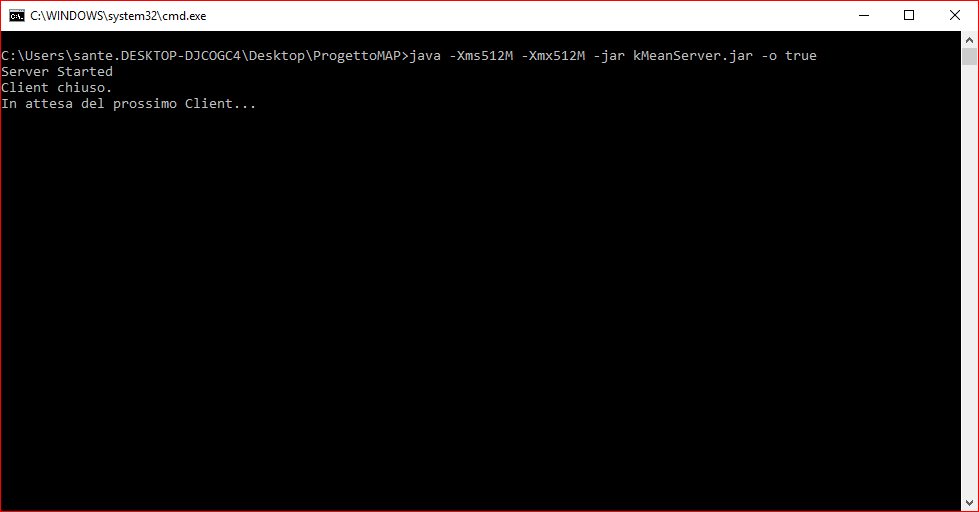 C:\WINDOWS\system32\cmd.exe
C:\Users\sante.DESKTOP-DJCOGC4\Desktop\ProgettoMAP>java -Xms512M -Xmx512M -jar kMeanServer.jar -o true
Server Started
Client chiuso.
In attesa del prossimo Client...